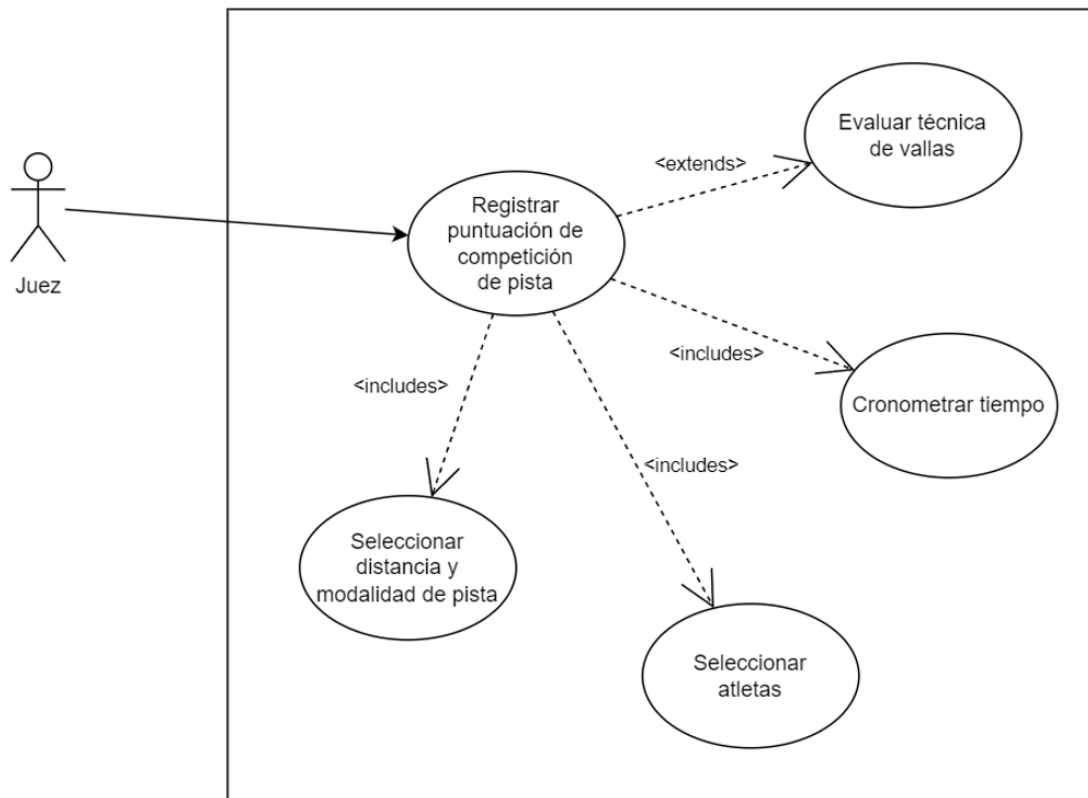 Evaluar técnica
de vallas
<extends>
Registrar
puntuación de
competición
de pista
Juez
<includes>
Cronometrar tiempo
<includes>
<includes>
Seleccionar
distancia y
modalidad de pista
Seleccionar
atletas